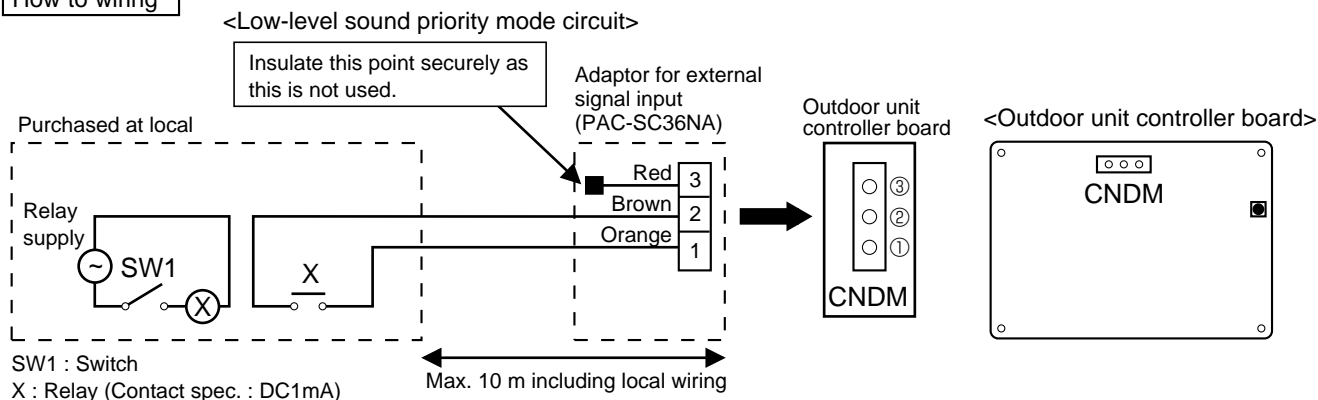 How to wiring
<Low-level sound priority mode circuit>
Insulate this point securely as
this is not used.
Adaptor for external
signal input
(PAC-SC36NA)
Outdoor unit
controller board
<Outdoor unit controller board>
Purchased at local
Relay
supply
~
SW1
X
X
Red
3
Brown
2
Orange
1
③
②
①
CNDM
CNDM
SW1 : Switch
X : Relay (Contact spec. : DC1mA)
Max. 10 m including local wiring